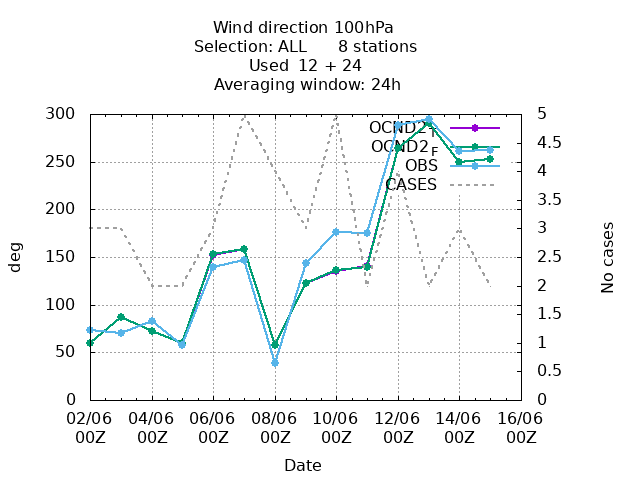 Wind direction 100hPa
Selection: ALL 8 stations
Used 12 + 24
Averaging window: 24h
OCND2T
OCND2F
OBS
CASES
300
250
200
150
100
50
0
deg
5
4.5
4
3.5
3
2.5
2
1.5
1
0.5
0
No cases
02/06 04/06 06/06 08/06 10/06 12/06 14/06 16/06
00Z 00Z 00Z 00Z 00Z 00Z 00Z 00Z
Date